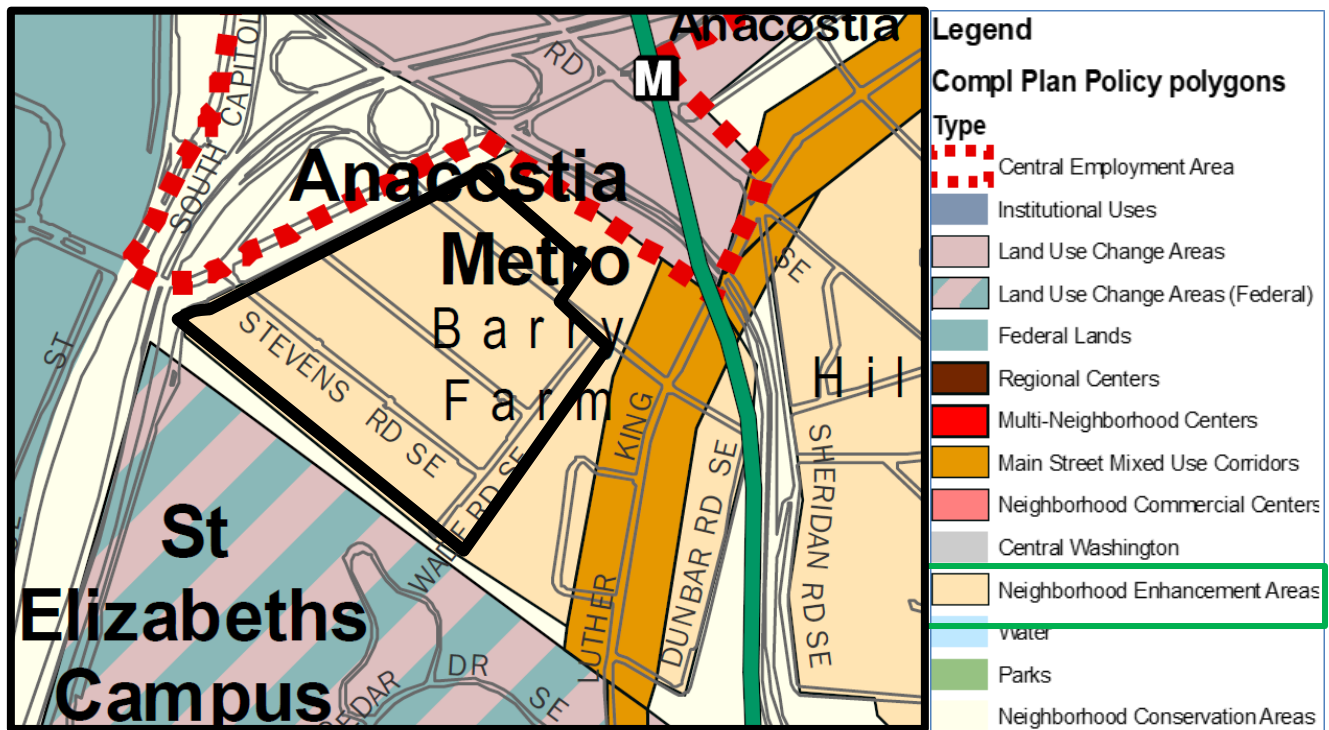 Anacostia
RD
M
SOUTH CAPITOL
Anacostia
Metro
SE
Barry
Farm
STEVENS RD SE
ST
Hil
KING
SHERIDAN RD SE
DUNBAR RD SE
LUTHER
St
Elizabeths
Campus
DR
SE
Legend
Compl Plan Policy polygons
Type
Central Employment Area
Institutional Uses
Land Use Change Areas
Land Use Change Areas (Federal)
Federal Lands
Regional Centers
Multi-Neighborhood Centers
Main Street Mixed Use Corridors
Neighborhood Commercial Centers
Central Washington
Neighborhood Enhancement Areas
Water
Parks
Neighborhood Conservation Areas